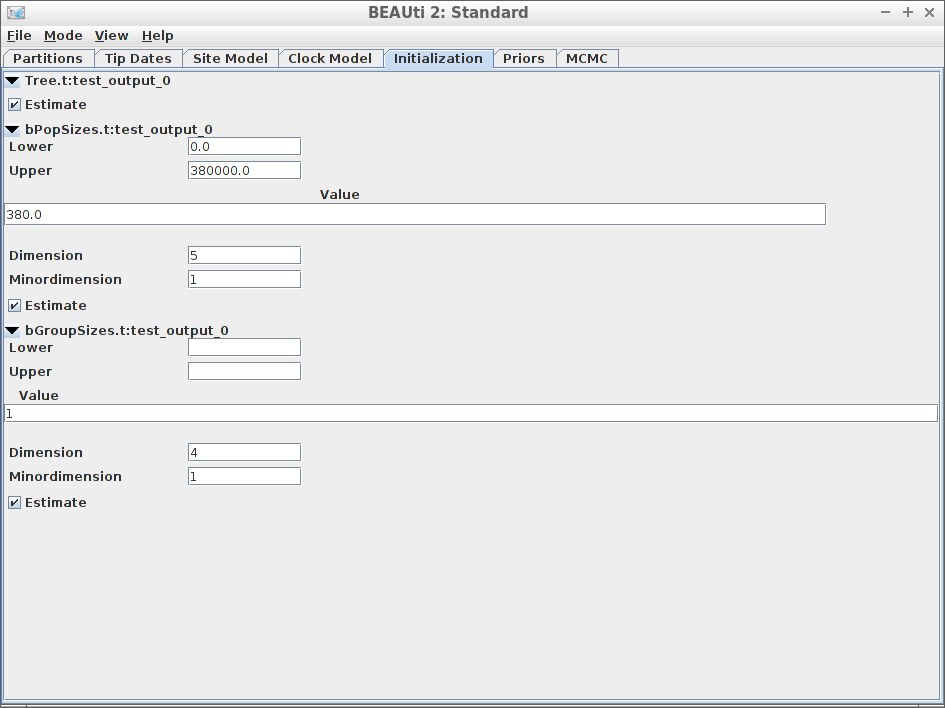 BEAUti 2: Standard
File Mode View Help
Partitions Tip Dates Site Model Clock Model Initialization Priors MCMC
Tree.t:test_output_0
Estimate
bPopSizes.t:test_output_0
Lower 0.0
Upper 380000.0
Value
380.0
Dimension 5
Minordimension 1
Estimate
bGroupSizes.t:test_output_0
Lower
Upper
Value
1
Dimension 4
Minordimension 1
Estimate